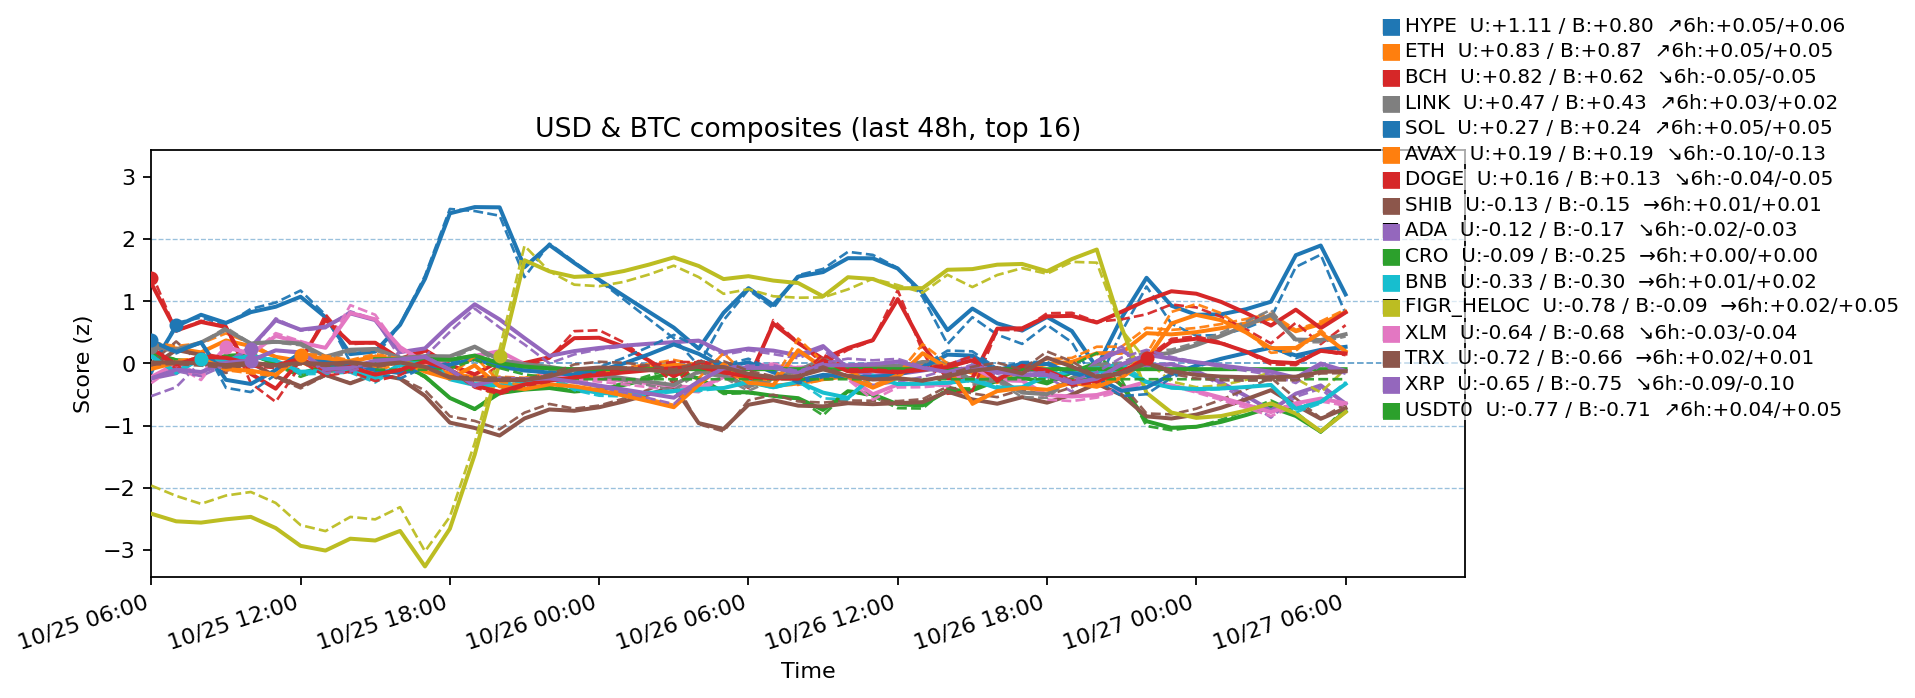 HYPE  U:+1.11 / B:+0.80  ↗6h:+0.05/+0.06
ETH  U:+0.83 / B:+0.87  ↗6h:+0.05/+0.05
BCH  U:+0.82 / B:+0.62  ↘6h:-0.05/-0.05
LINK  U:+0.47 / B:+0.43  ↗6h:+0.03/+0.02
SOL  U:+0.27 / B:+0.24  ↗6h:+0.05/+0.05
AVAX  U:+0.19 / B:+0.19  ↘6h:-0.10/-0.13
DOGE  U:+0.16 / B:+0.13  ↘6h:-0.04/-0.05
SHIB  U:-0.13 / B:-0.15  →6h:+0.01/+0.01
ADA  U:-0.12 / B:-0.17  ↘6h:-0.02/-0.03
CRO  U:-0.09 / B:-0.25  →6h:+0.00/+0.00
BNB  U:-0.33 / B:-0.30  →6h:+0.01/+0.02
FIGR_HELOC  U:-0.78 / B:-0.09  →6h:+0.02/+0.05
XLM  U:-0.64 / B:-0.68  ↘6h:-0.03/-0.04
TRX  U:-0.72 / B:-0.66  →6h:+0.02/+0.01
XRP  U:-0.65 / B:-0.75  ↘6h:-0.09/-0.10
USDT0  U:-0.77 / B:-0.71  ↗6h:+0.04/+0.05
USD & BTC composites (last 48h, top 16)
Score (z)
3
2
1
0
−1
−2
−3
10/25 06:00
10/25 12:00
10/25 18:00
10/26 00:00
10/26 06:00
10/26 12:00
10/26 18:00
10/27 00:00
10/27 06:00
Time